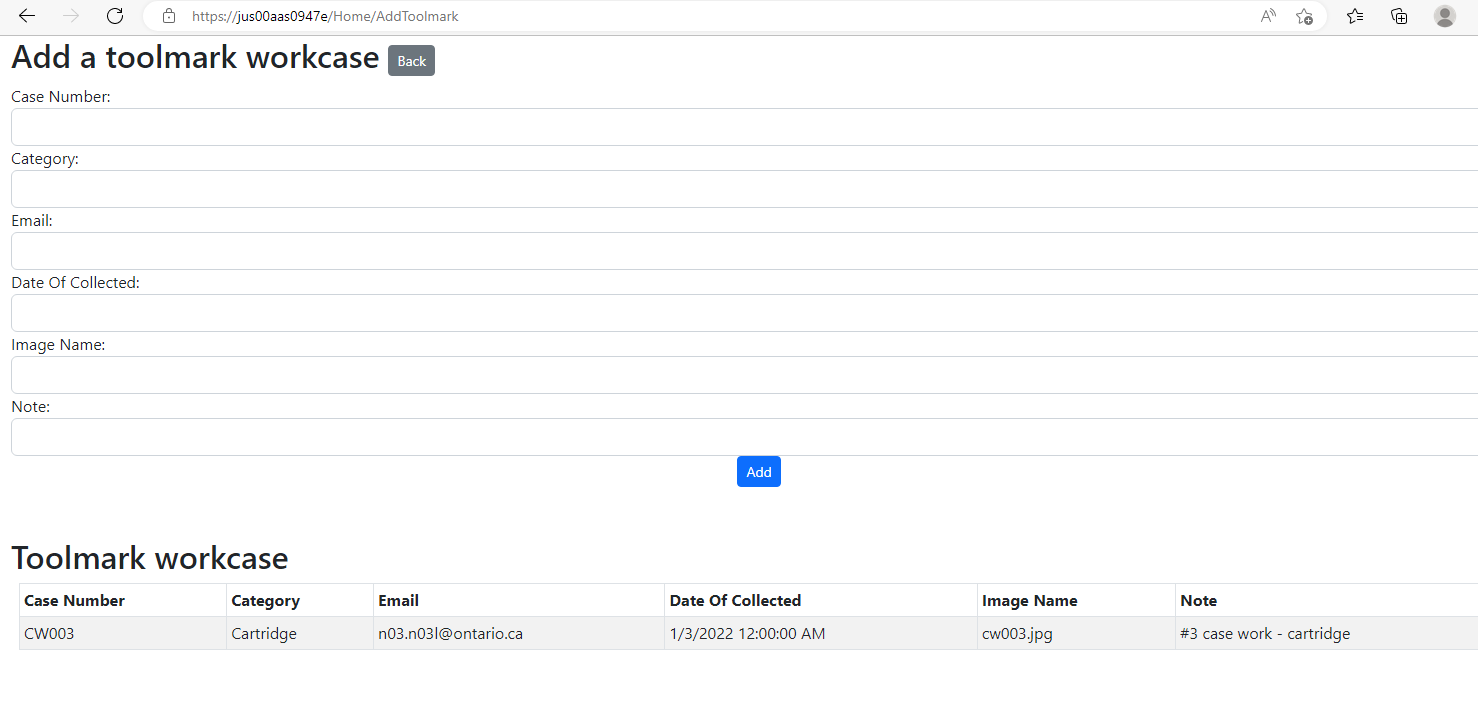 https://jus00aas0947e/Home/AddToolmark
Add a toolmark workcase Back
Case Number:
Category:
Email:
Date Of Collected:
Image Name:
Note:
Add
Toolmark workcase
Case Number Category Email Date Of Collected Image Name Note
CW003 Cartridge n03.n03l@ontario.ca 1/3/2022 12:00:00 AM cw003.jpg #3 case work - cartridge